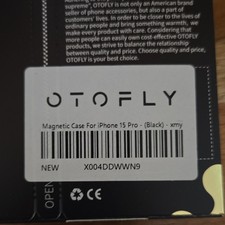 supreme", OTOFLY is not only an American brand
seller of accessories, but also a part of
customers' lives. In order to be closer to the lives of
ordinary people and bring something warmth, we
make every product with care. Considering that
more people can easily own cost-effective OTOFLY
products, we strive to balance the relationship
between quality and price. Choose quality and price,
CHOOSE OTOFLY is best!
OTOFLY
Magnetic Case For iPhone 15 Pro - (Black) - xmy
NEW X004DDWWN9
OPEN
CE